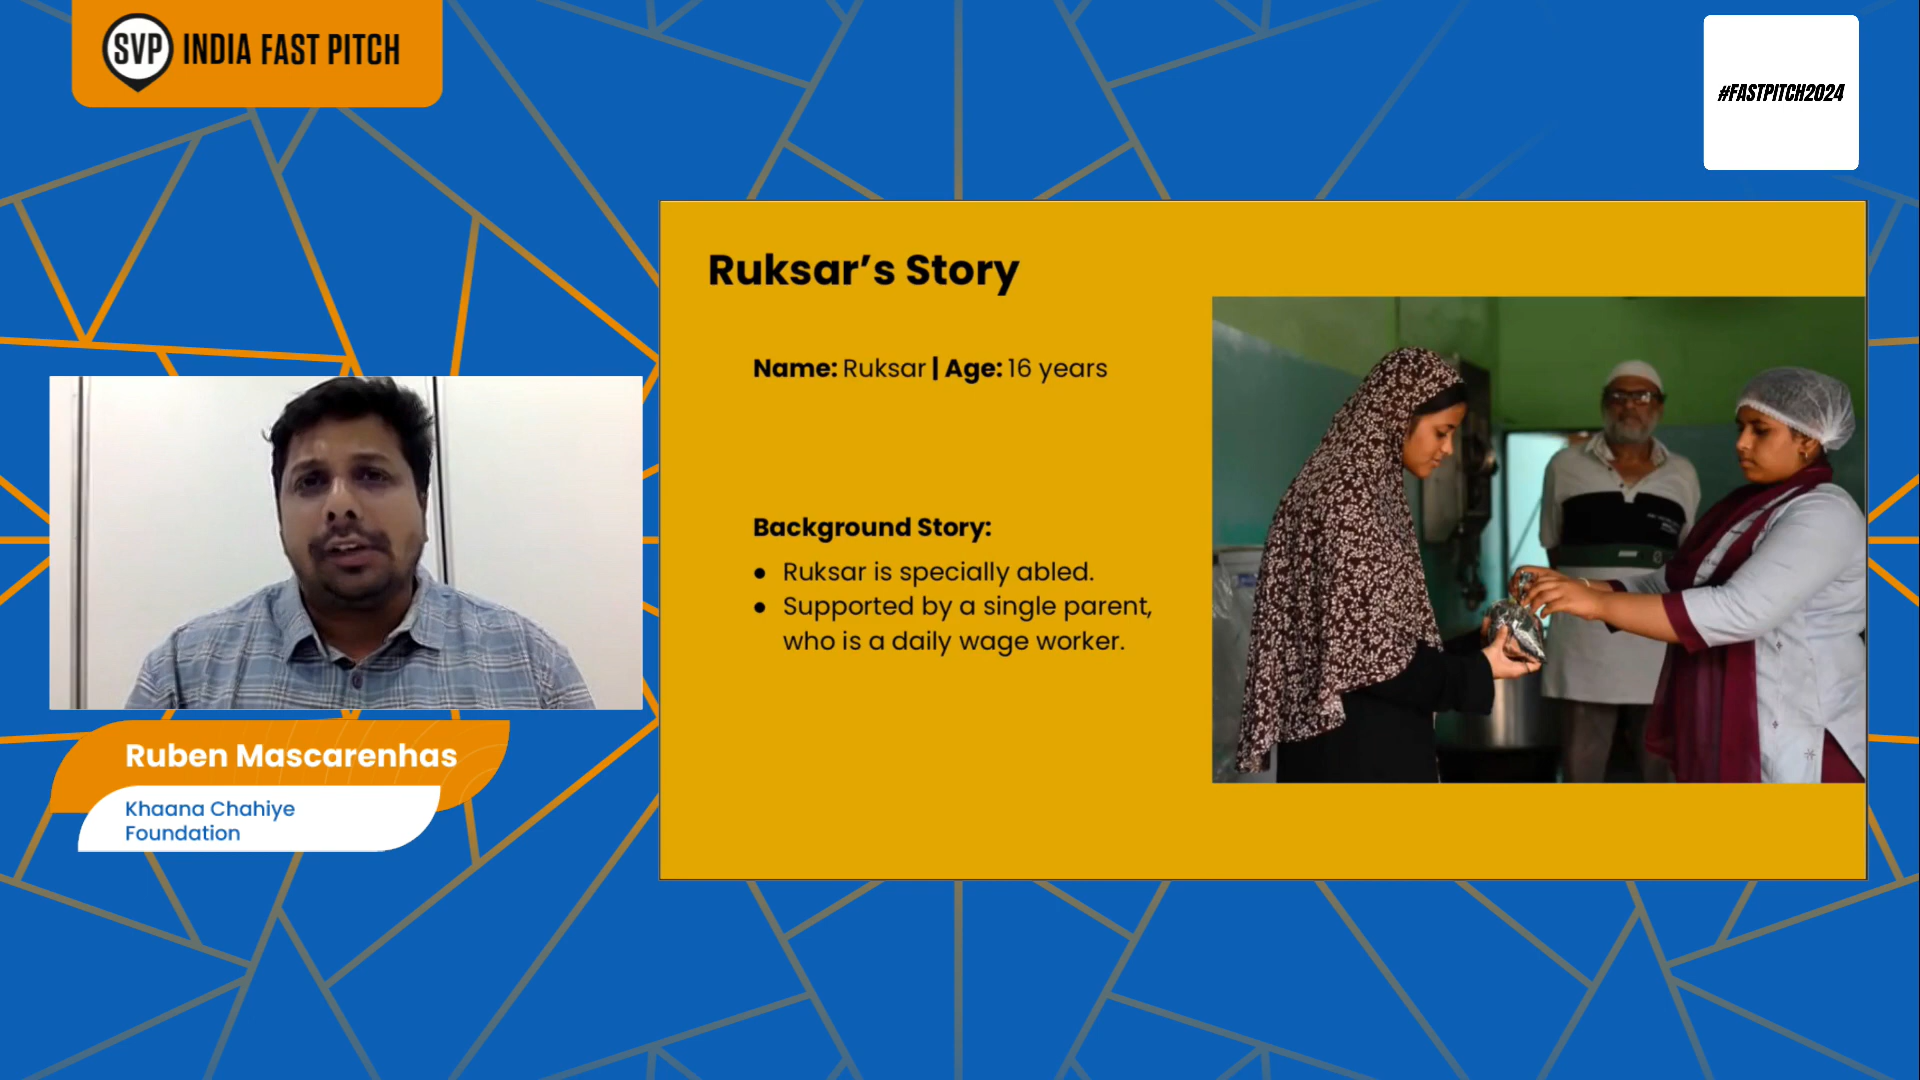 SVP INDIA FAST PITCH
#FASTPITCH2024
Ruksar’s Story
Name: Ruksar | Age: 16 years
Background Story:
● Ruksar is specially abled.
● Supported by a single parent,
who is a daily wage worker.
Ruben Mascarenhas
Khaana Chahiye
Foundation